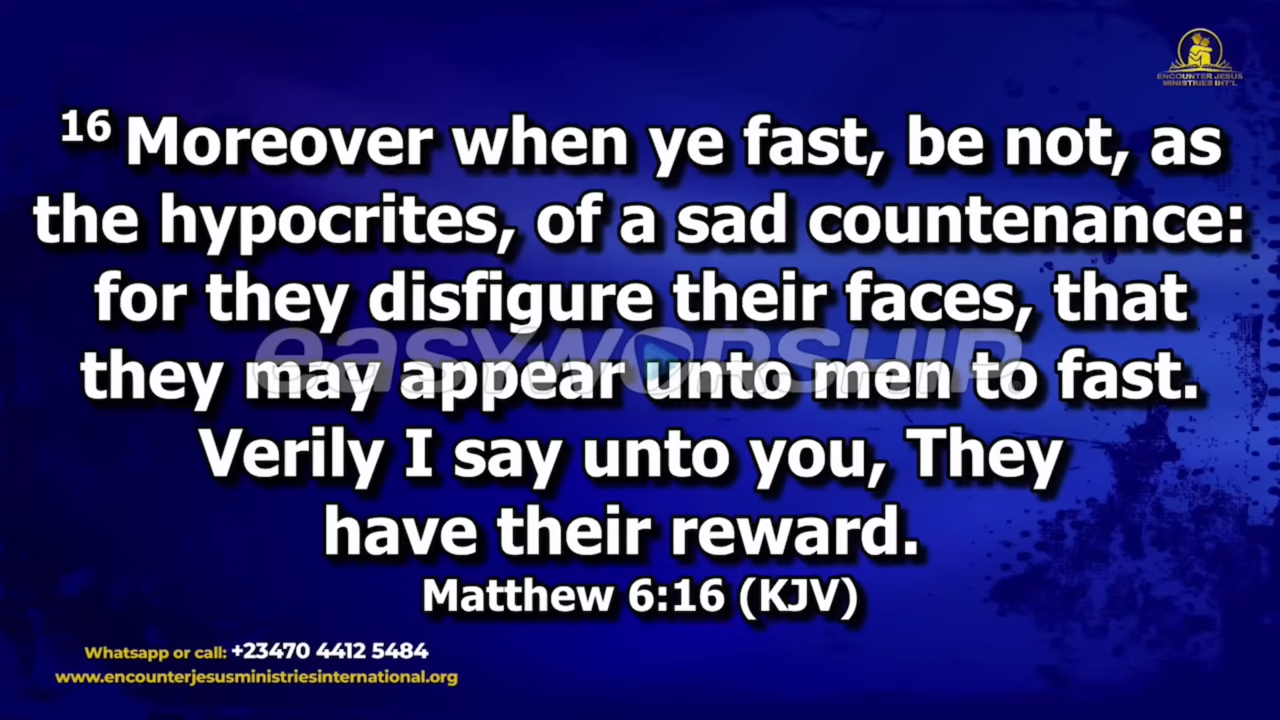 ENCOUNTER JESUS
MINISTRIES INT'L
16 Moreover when ye fast, be not, as
the hypocrites, of a sad countenance:
for they disfigure their faces, that
they may appear unto men to fast.
Verily I say unto you, They
have their reward.
easyworship
Matthew 6:16 (KJV)
Whatsapp or call: +23470 4412 5484
www.encounterjesusministriesinternational.org